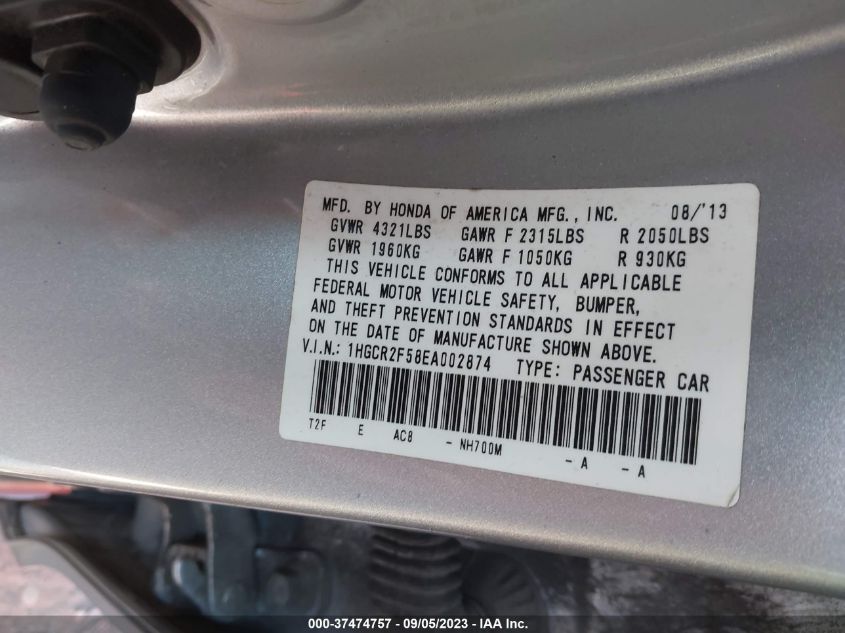 MFD. BY HONDA OF AMERICA MFG., INC. 08/'13
GVWR 4321LBS GAWR F 2315LBS R 2050LBS
GVWR 1960KG GAWR F 1050KG R 930KG
THIS VEHICLE CONFORMS TO ALL APPLICABLE
FEDERAL MOTOR VEHICLE SAFETY, BUMPER,
AND THEFT PREVENTION STANDARDS IN EFFECT
ON THE DATE OF MANUFACTURE SHOWN ABOVE.
V.I.N.: 1HGCR2F58EA002874 TYPE: PASSENGER CAR
T2F E AC8 - NH700M - A - A
000-37474757 - 09/05/2023 - IAA Inc.